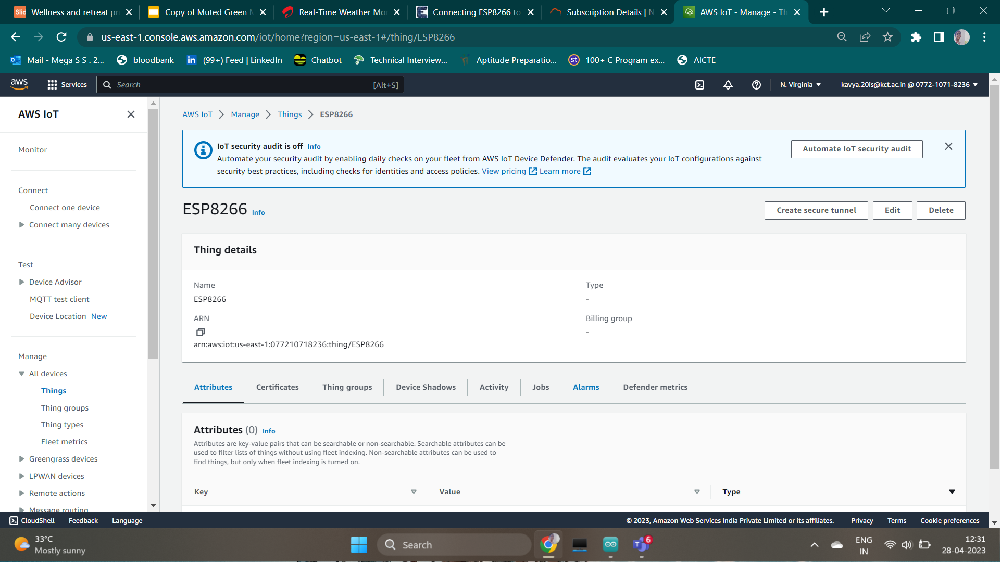 Wellness and retreat pr
Copy of Muted Green M
Real-Time Weather Mo
Connecting ESP8266 to
Subscription Details | N
AWS IoT - Manage - Th
us-east-1.console.aws.amazon.com/iot/home?region=us-east-1#/thing/ESP8266
Mail - Mega S S . 2...
bloodbank
(99+) Feed | LinkedIn
Chatbot
Technical Interview...
Aptitude Preparatio...
100+ C Program ex...
AICTE
aws
Services
Search
[Alt+S]
N. Virginia
kavya.20is@kct.ac.in @ 0772-1071-8236
AWS IoT
Monitor
Connect
Connect one device
Connect many devices
Test
Device Advisor
MQTT test client
Device Location New
Manage
All devices
Things
Thing groups
Thing types
Fleet metrics
Greengrass devices
LPWAN devices
Remote actions
Message routing
AWS IoT > Manage > Things > ESP8266
IoT security audit is off Info
Automate your security audit by enabling daily checks on your fleet from AWS IoT Device Defender. The audit evaluates your IoT configurations against
security best practices, including checks for identities and access policies. View pricing Learn more
Automate IoT security audit
ESP8266 Info
Create secure tunnel
Edit
Delete
Thing details
Name
ESP8266
ARN
arn:aws:iot:us-east-1:077210718236:thing/ESP8266
Type
-
Billing group
-
Attributes
Certificates
Thing groups
Device Shadows
Activity
Jobs
Alarms
Defender metrics
Attributes (0) Info
Attributes are key-value pairs that can be searchable or non-searchable. Searchable attributes can be
used to filter lists of things without using fleet indexing. Non-searchable attributes can be used to
find things, but only when fleet indexing is turned on.
Key
Value
Type
CloudShell
Feedback
Language
© 2023, Amazon Web Services India Private Limited or its affiliates.
Privacy
Terms
Cookie preferences
33°C
Mostly sunny
Search
6
ENG
IN
12:31
28-04-2023